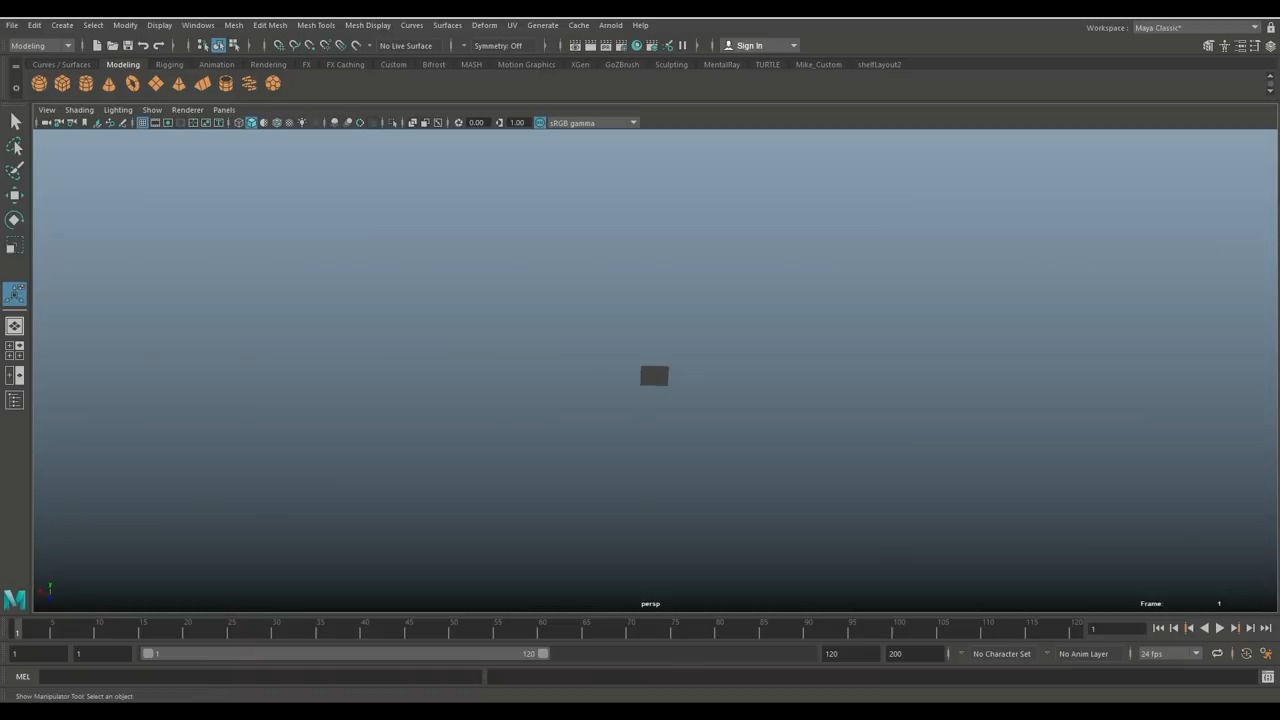 File Edit Create Select Modify Display Windows Mesh Edit Mesh Mesh Tools Mesh Display Curves Surfaces Deform UV Generate Cache Arnold Help
Workspace: Maya Classic*
Modeling No Live Surface Symmetry: Off Sign In
Curves / Surfaces Modeling Rigging Animation Rendering FX FX Caching Custom Bifrost MASH Motion Graphics XGen GoZBrush Sculpting MentalRay TURTLE Mike_Custom shelfLayout2
View Shading Lighting Show Renderer Panels
0.00 1.00 sRGB gamma
y
persp
Frame: 1
1 5 10 15 20 25 30 35 40 45 50 55 60 65 70 75 80 85 90 95 100 105 110 115 120 1
1 1 1 120 120 200 No Character Set No Anim Layer 24 fps
MEL
Show Manipulator Tool: Select an object.